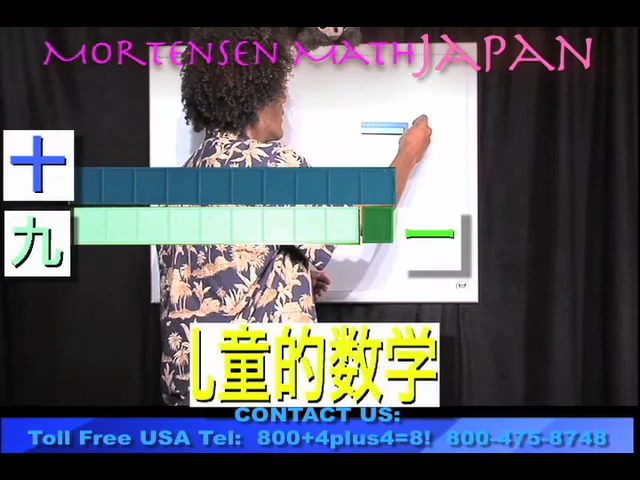 MORTENSEN MATH JAPAN
十
九 一
儿童的数学
CONTACT US:
Toll Free USA Tel: 800+4plus4=8! 800-475-8748